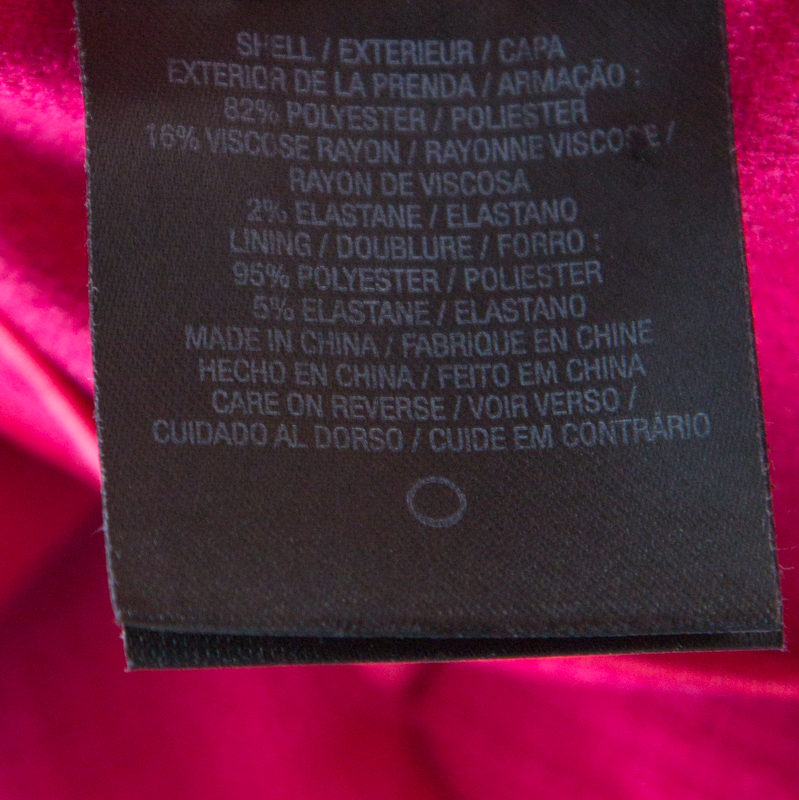 SHELL / EXTERIEUR / CAPA
EXTERIOR DE LA PRENDA / ARMAÇÃO :
82% POLYESTER / POLIESTER
16% VISCOSE RAYON / RAYONNE VISCOSE /
RAYON DE VISCOSA
2% ELASTANE / ELASTANO
LINING / DOUBLURE / FORRO :
95% POLYESTER / POLIESTER
5% ELASTANE / ELASTANO
MADE IN CHINA / FABRIQUE EN CHINE
HECHO EN CHINA / FEITO EM CHINA
CARE ON REVERSE / VOIR VERSO /
CUIDADO AL DORSO / CUIDE EM CONTRÁRIO